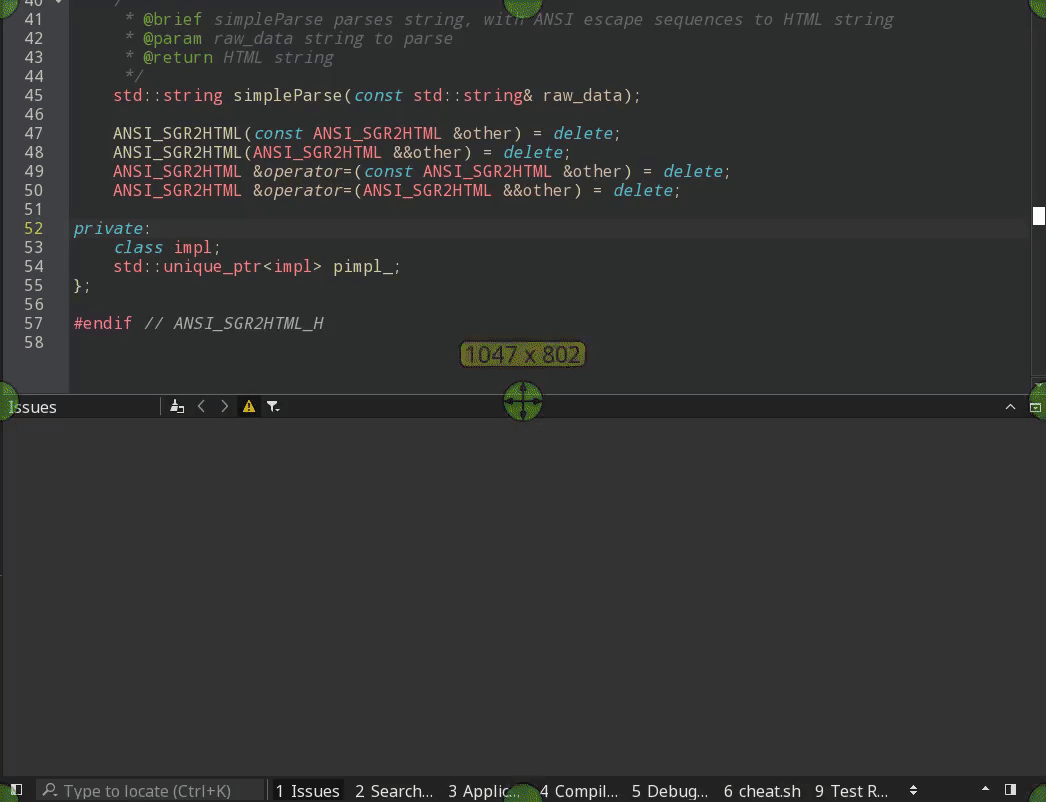 40 /
41 * @brief simpleParse parses string, with ANSI escape sequences to HTML string
42 * @param raw_data string to parse
43 * @return HTML string
44 */
45 std::string simpleParse(const std::string& raw_data);
46
47 ANSI_SGR2HTML(const ANSI_SGR2HTML &other) = delete;
48 ANSI_SGR2HTML(ANSI_SGR2HTML &&other) = delete;
49 ANSI_SGR2HTML &operator=(const ANSI_SGR2HTML &other) = delete;
50 ANSI_SGR2HTML &operator=(ANSI_SGR2HTML &&other) = delete;
51
52 private:
53 class impl;
54 std::unique_ptr<impl> pimpl_;
55 };
56
57 #endif // ANSI_SGR2HTML_H
58
1047 x 802
Issues
Type to locate (Ctrl+K) 1 Issues 2 Search... 3 Applic... 4 Compil... 5 Debug... 6 cheat.sh 9 Test R...